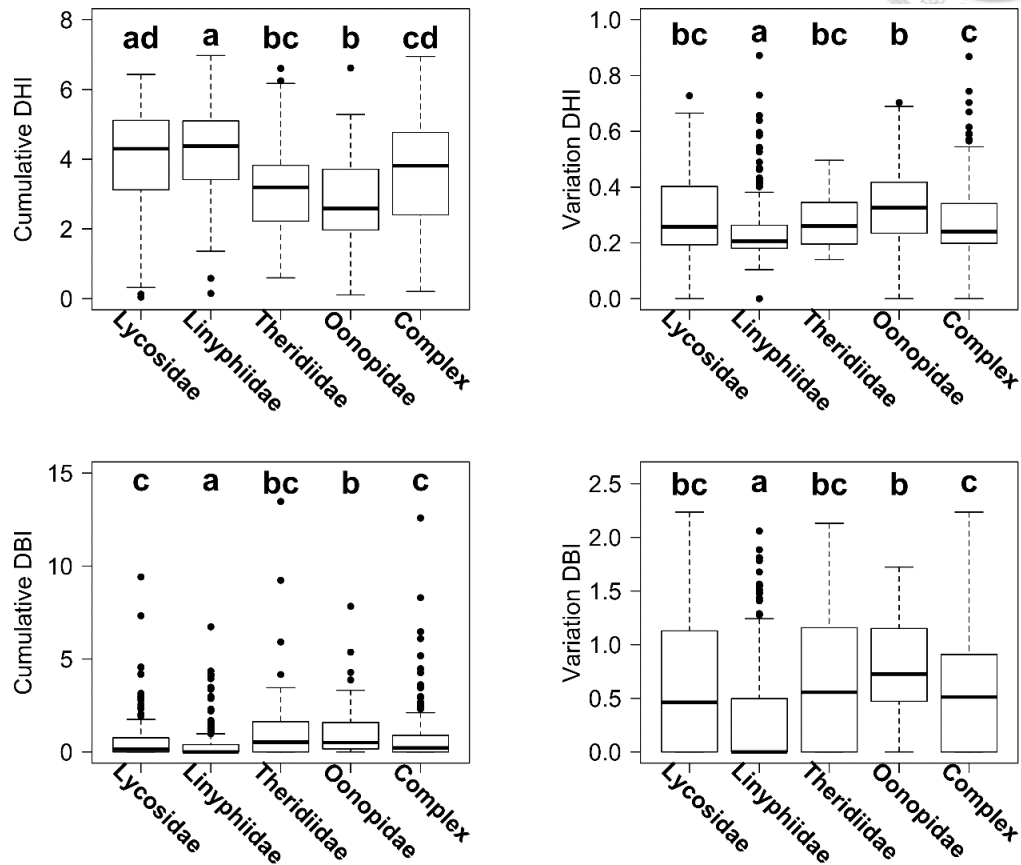 Cumulative DHI
8
6
4
2
0
ad a bc b cd
Lycosidae Linyphiidae Theridiidae Oonopidae Complex
Variation DHI
1.0
0.8
0.6
0.4
0.2
0.0
bc a bc b c
Lycosidae Linyphiidae Theridiidae Oonopidae Complex
Cumulative DBI
15
10
5
0
c a bc b c
Lycosidae Linyphiidae Theridiidae Oonopidae Complex
Variation DBI
2.5
2.0
1.5
1.0
0.5
0.0
bc a bc b c
Lycosidae Linyphiidae Theridiidae Oonopidae Complex